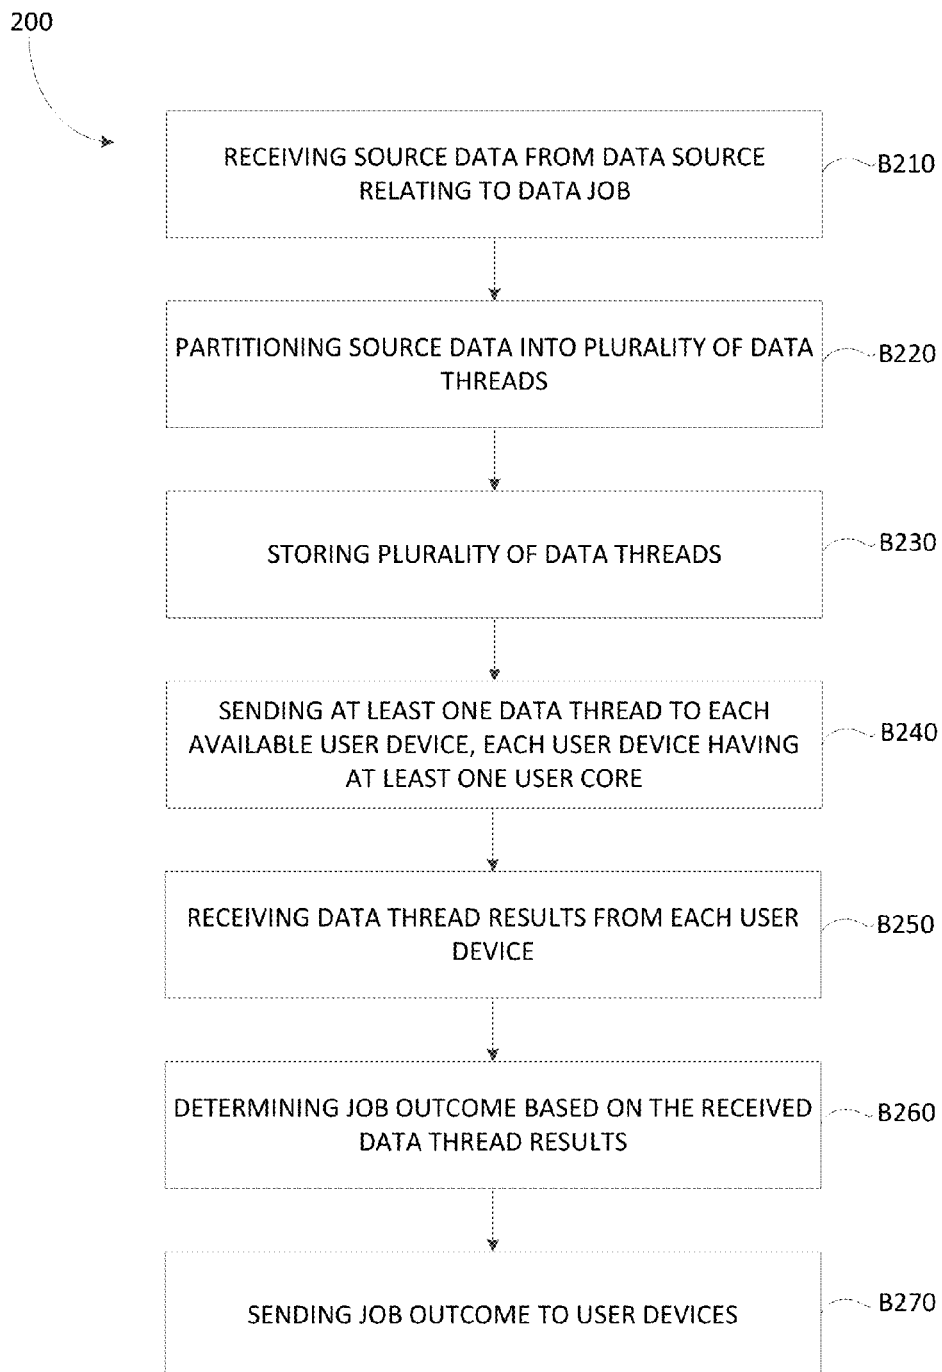 200
RECEIVING SOURCE DATA FROM DATA SOURCE
RELATING TO DATA JOB
B210
PARTITIONING SOURCE DATA INTO PLURALITY OF DATA
THREADS
B220
STORING PLURALITY OF DATA THREADS
B230
SENDING AT LEAST ONE DATA THREAD TO EACH
AVAILABLE USER DEVICE, EACH USER DEVICE HAVING
AT LEAST ONE USER CORE
B240
RECEIVING DATA THREAD RESULTS FROM EACH USER
DEVICE
B250
DETERMINING JOB OUTCOME BASED ON THE RECEIVED
DATA THREAD RESULTS
B260
SENDING JOB OUTCOME TO USER DEVICES
B270